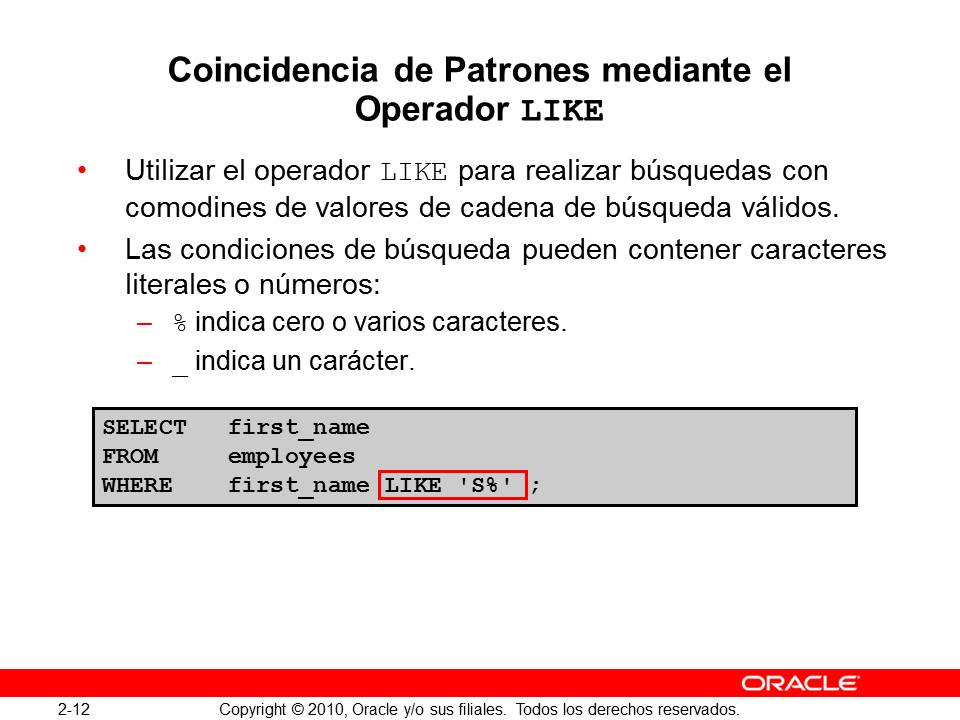 Coincidencia de Patrones mediante el
Operador LIKE
• Utilizar el operador LIKE para realizar búsquedas con
comodines de valores de cadena de búsqueda válidos.
• Las condiciones de búsqueda pueden contener caracteres
literales o números:
– % indica cero o varios caracteres.
– _ indica un carácter.
SELECT first_name
FROM employees
WHERE first_name LIKE 'S%' ;
ORACLE
2-12 Copyright © 2010, Oracle y/o sus filiales. Todos los derechos reservados.